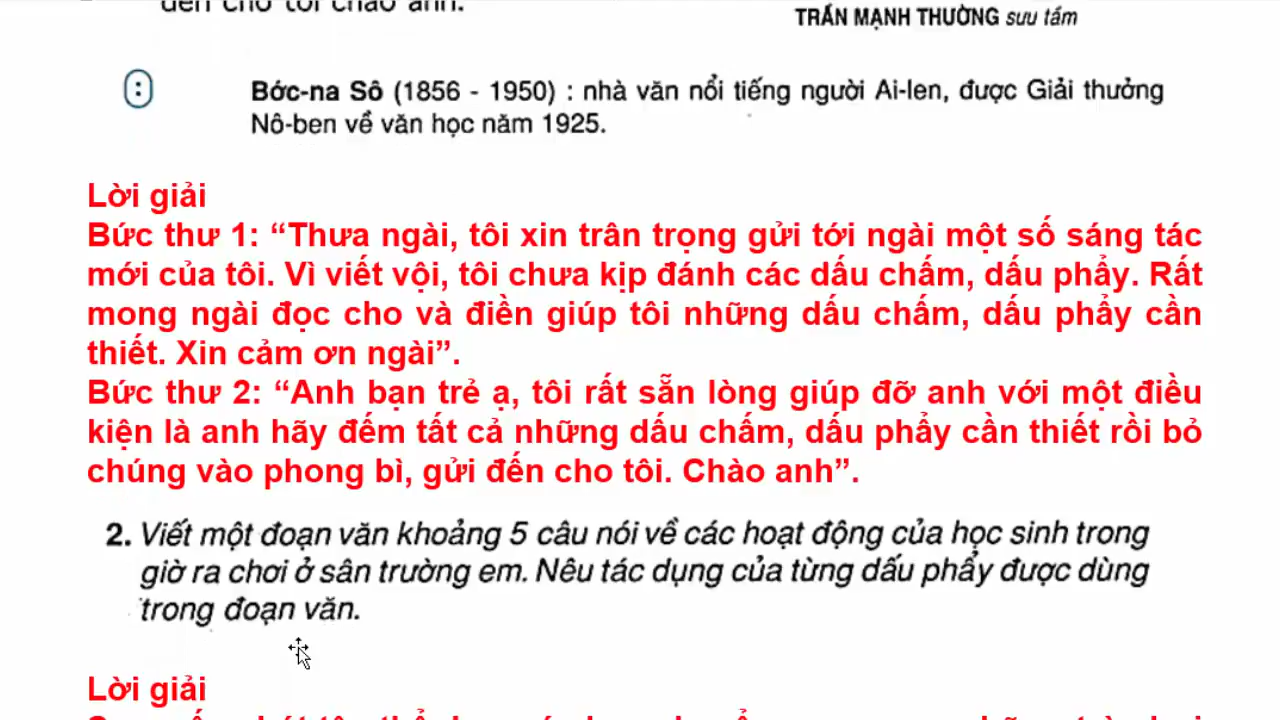 đến cho tôi chào anh.
TRẦN MẠNH THƯỜNG sưu tầm
Bớc-na Sô (1856 - 1950) : nhà văn nổi tiếng người Ai-len, được Giải thưởng
Nô-ben về văn học năm 1925.
Lời giải
Bức thư 1: “Thưa ngài, tôi xin trân trọng gửi tới ngài một số sáng tác
mới của tôi. Vì viết vội, tôi chưa kịp đánh các dấu chấm, dấu phẩy. Rất
mong ngài đọc cho và điền giúp tôi những dấu chấm, dấu phẩy cần
thiết. Xin cảm ơn ngài”.
Bức thư 2: “Anh bạn trẻ ạ, tôi rất sẵn lòng giúp đỡ anh với một điều
kiện là anh hãy đếm tất cả những dấu chấm, dấu phẩy cần thiết rồi bỏ
chúng vào phong bì, gửi đến cho tôi. Chào anh”.
2. Viết một đoạn văn khoảng 5 câu nói về các hoạt động của học sinh trong
giờ ra chơi ở sân trường em. Nêu tác dụng của từng dấu phẩy được dùng
trong đoạn văn.
Lời giải